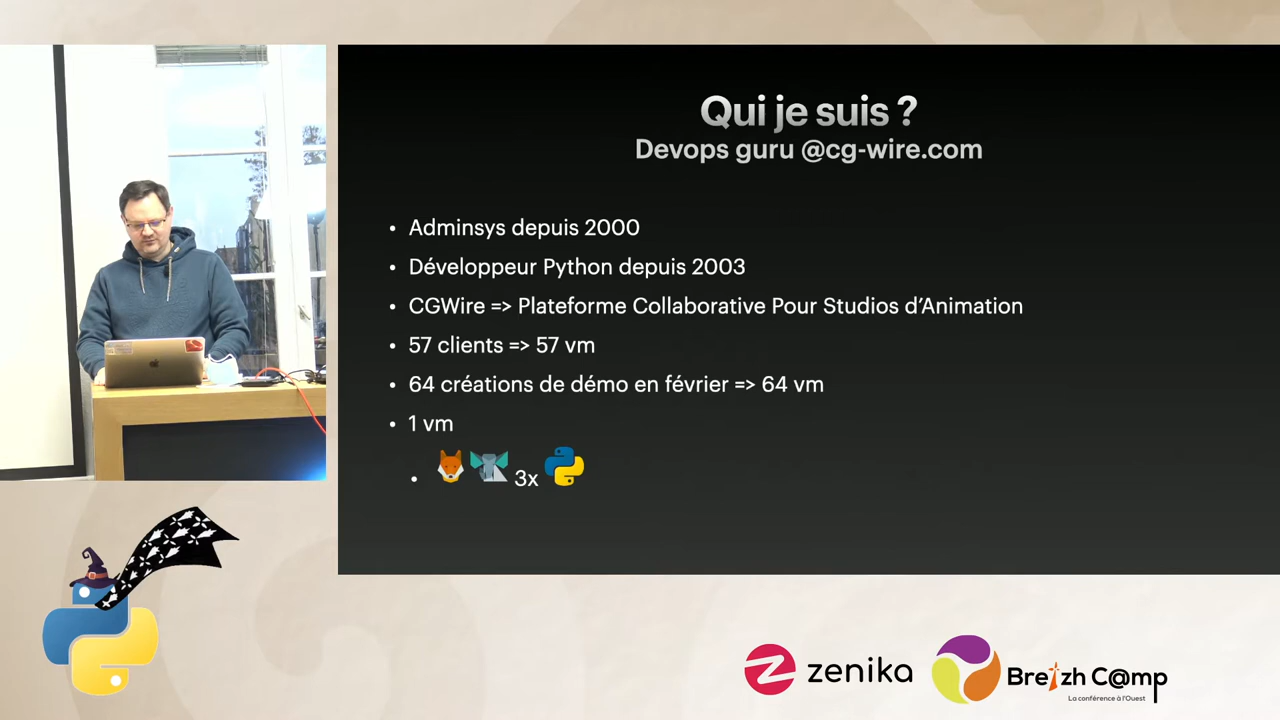 Qui je suis ?
Devops guru @cg-wire.com
• Adminsys depuis 2000
• Développeur Python depuis 2003
• CGWire => Plateforme Collaborative Pour Studios d’Animation
• 57 clients => 57 vm
• 64 créations de démo en février => 64 vm
• 1 vm
• 3x
zenika
Breizh C@mp
La conférence à l'Ouest